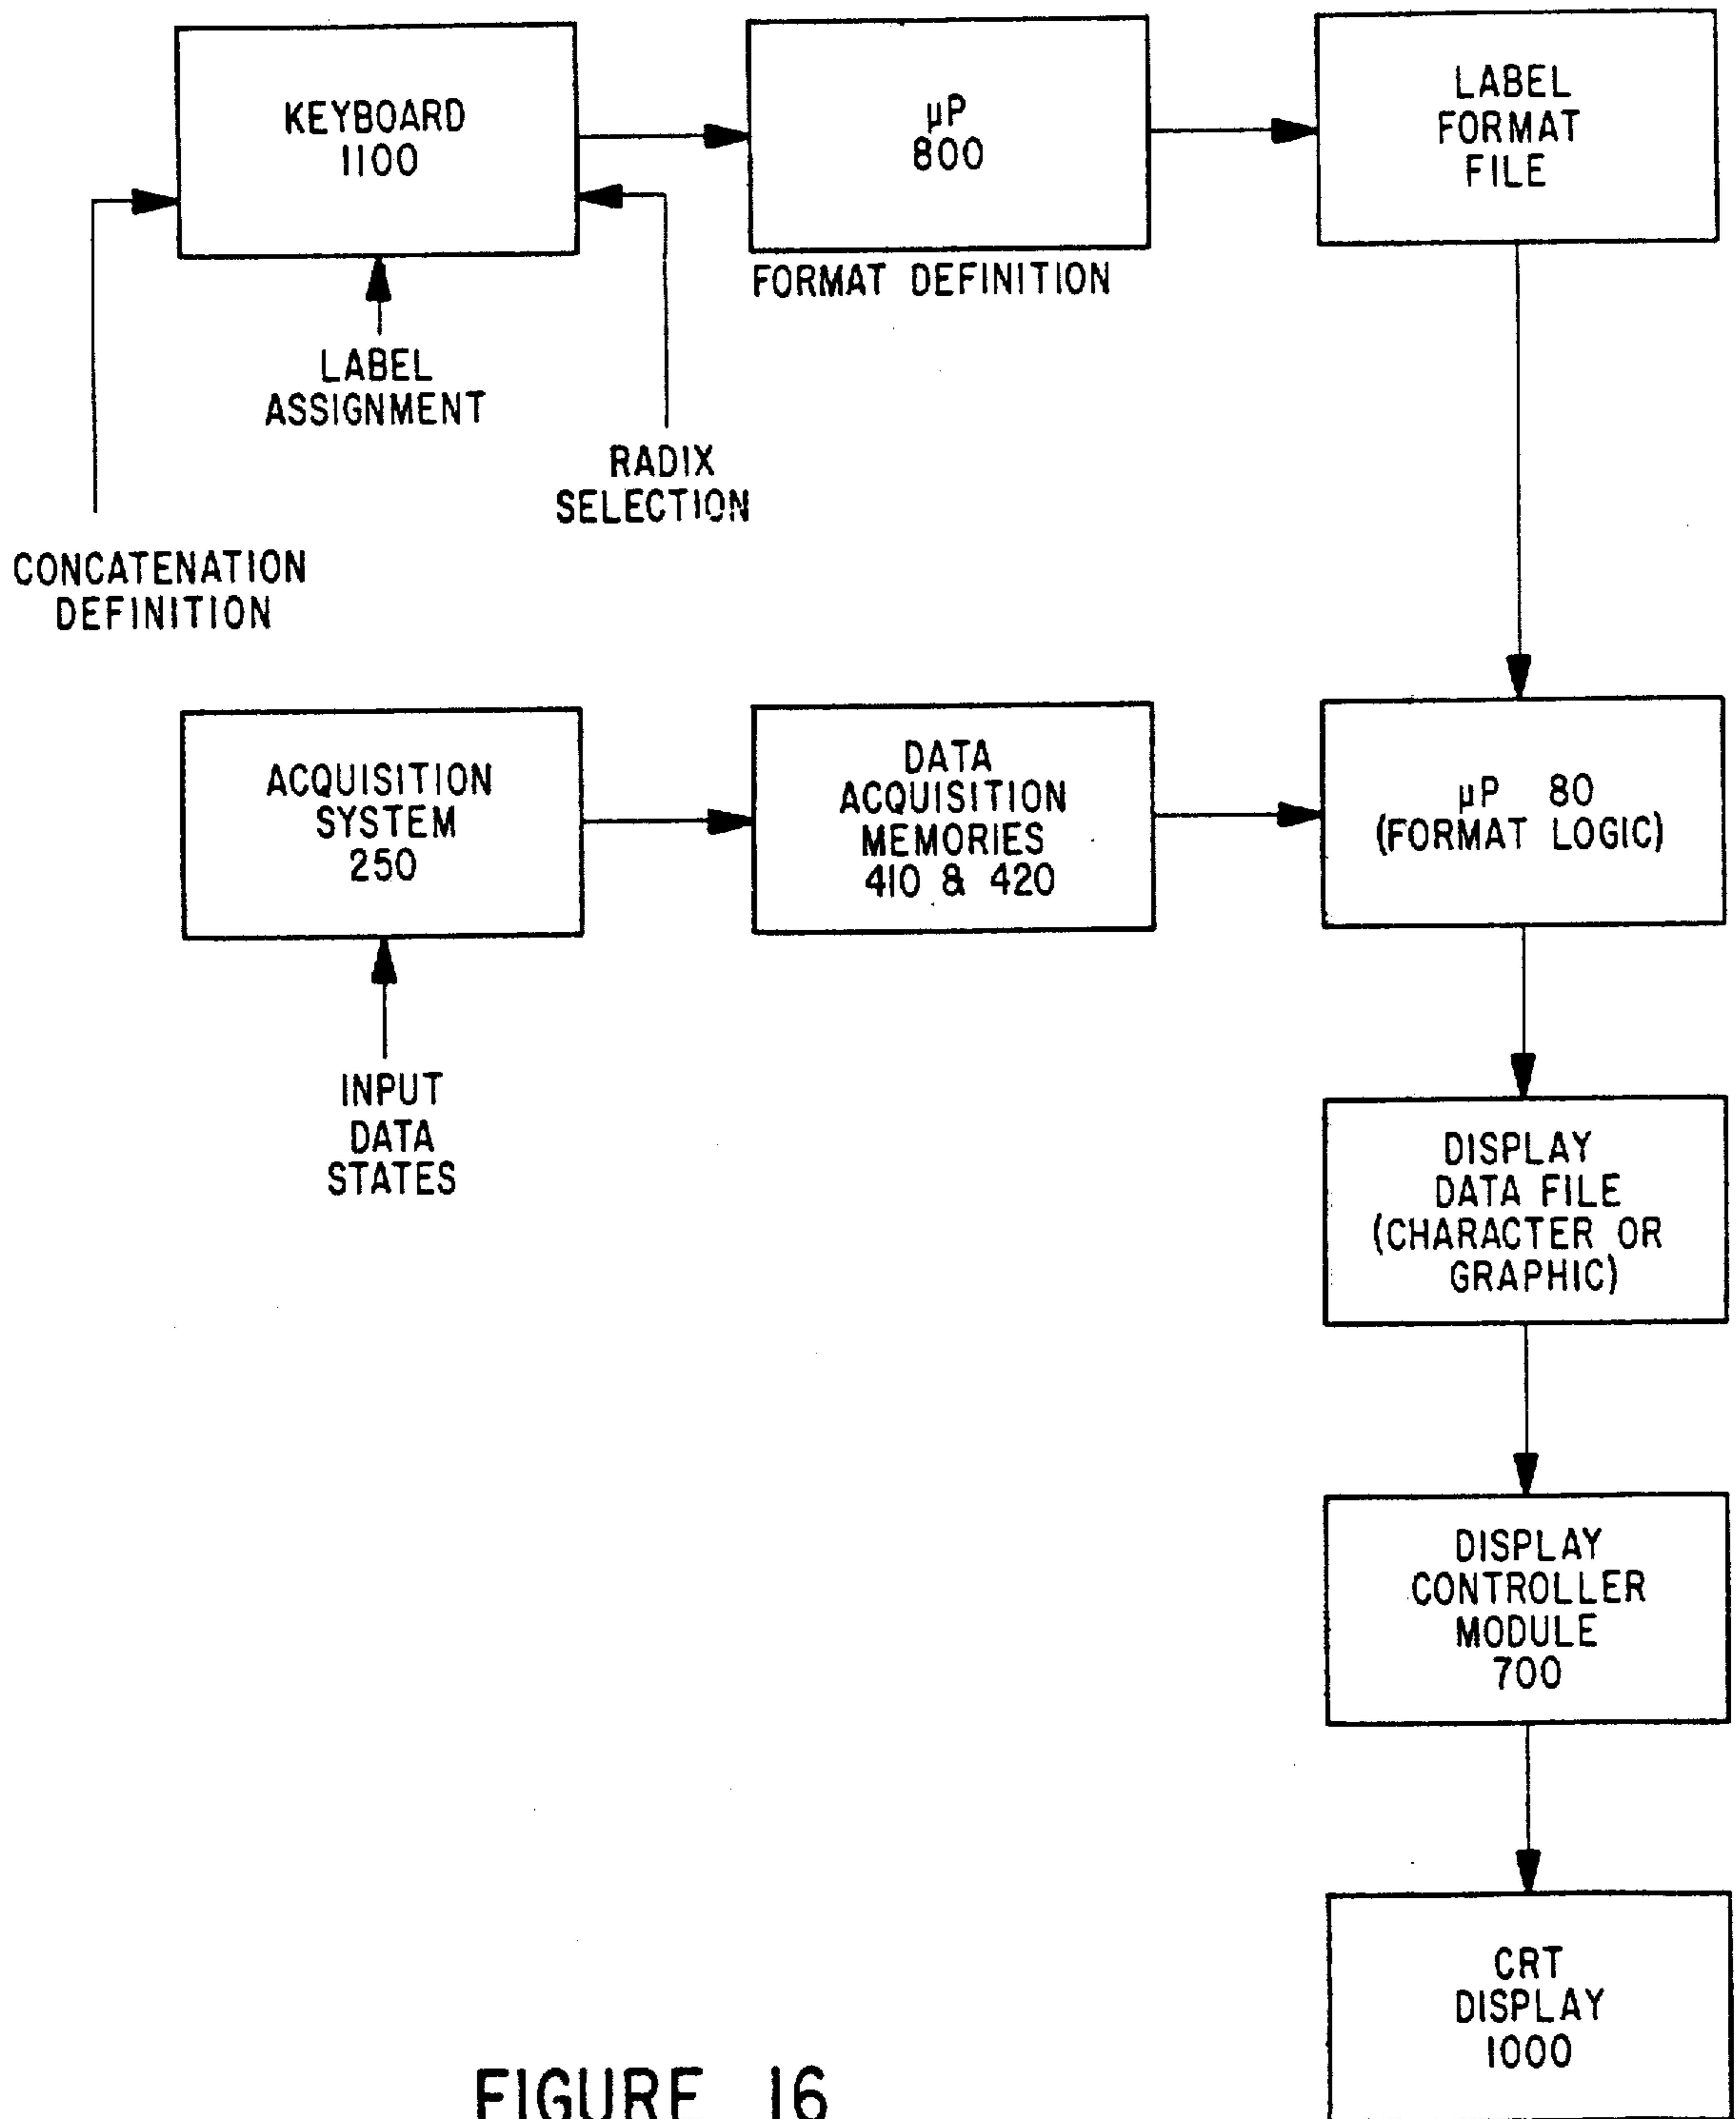 KEYBOARD
1100
µP
800
LABEL
FORMAT
FILE
FORMAT DEFINITION
LABEL
ASSIGNMENT
RADIX
SELECTION
CONCATENATION
DEFINITION
ACQUISITION
SYSTEM
250
DATA
ACQUISITION
MEMORIES
410 & 420
µP 80
(FORMAT LOGIC)
INPUT
DATA
STATES
DISPLAY
DATA FILE
(CHARACTER OR
GRAPHIC)
DISPLAY
CONTROLLER
MODULE
700
CRT
DISPLAY
1000
FIGURE 16